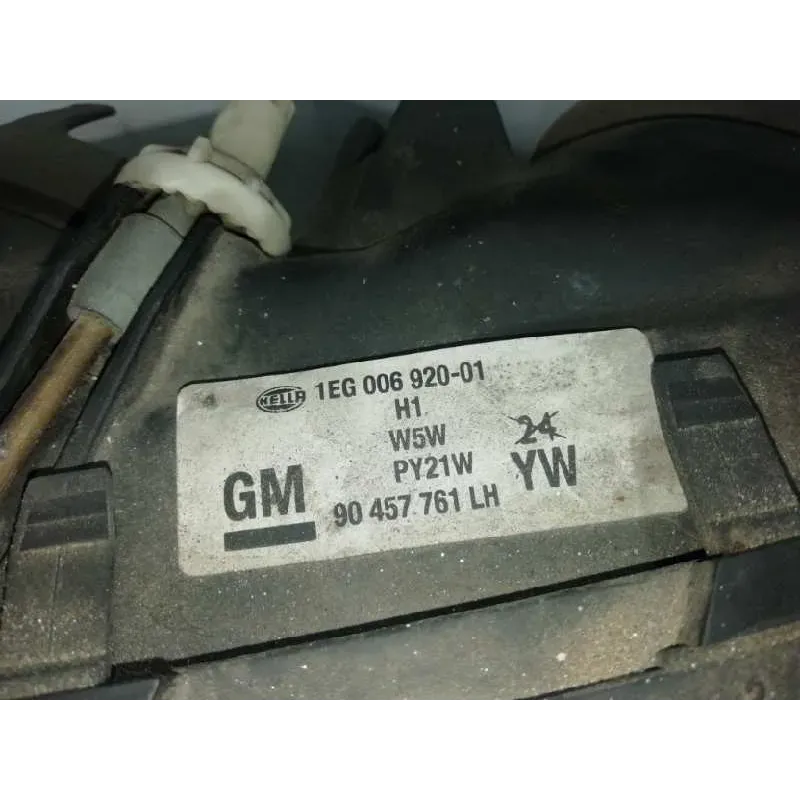 HELLA 1EG 006 920-01
H1
W5W 24
PY21W YW
GM 90 457 761 LH